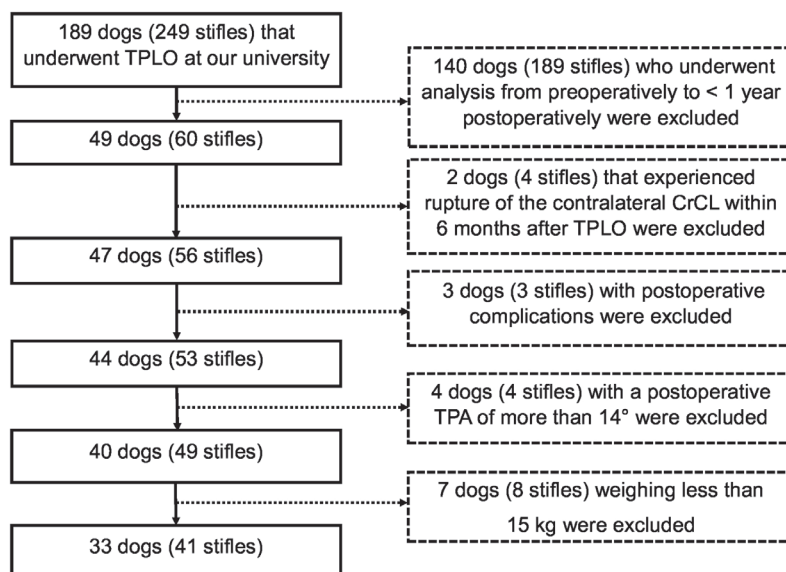 189 dogs (249 stifles) that
underwent TPLO at our university
140 dogs (189 stifles) who underwent
analysis from preoperatively to < 1 year
postoperatively were excluded
49 dogs (60 stifles)
2 dogs (4 stifles) that experienced
rupture of the contralateral CrCL within
6 months after TPLO were excluded
47 dogs (56 stifles)
3 dogs (3 stifles) with postoperative
complications were excluded
44 dogs (53 stifles)
4 dogs (4 stifles) with a postoperative
TPA of more than 14° were excluded
40 dogs (49 stifles)
7 dogs (8 stifles) weighing less than
15 kg were excluded
33 dogs (41 stifles)